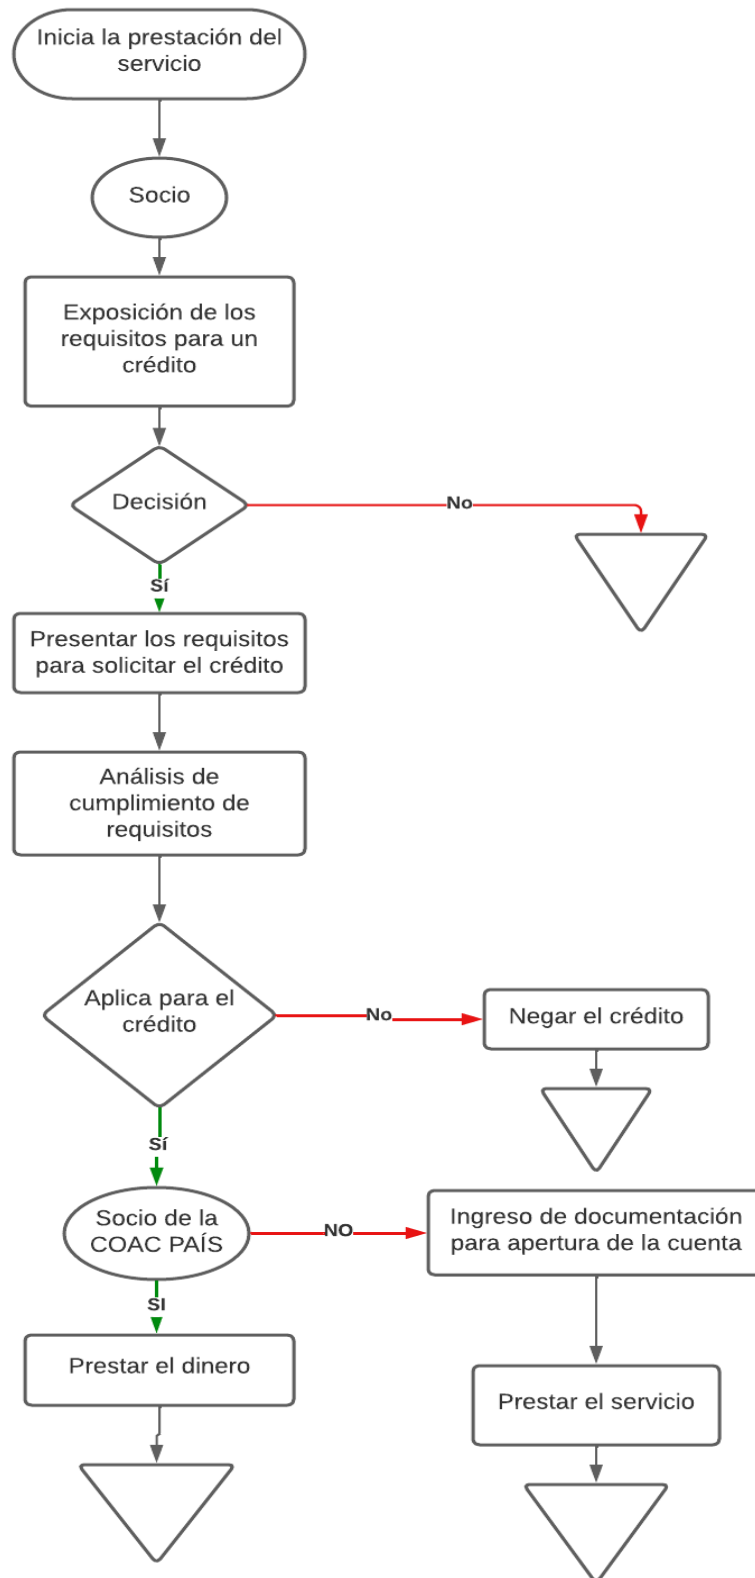 Inicia la prestación del
servicio
Socio
Exposición de los
requisitos para un
crédito
Decisión
No
Sí
Presentar los requisitos
para solicitar el crédito
Análisis de
cumplimiento de
requisitos
Aplica para el
crédito
No
Negar el crédito
Sí
Socio de la
COAC PAÍS
NO
Ingreso de documentación
para apertura de la cuenta
SI
Prestar el dinero
Prestar el servicio